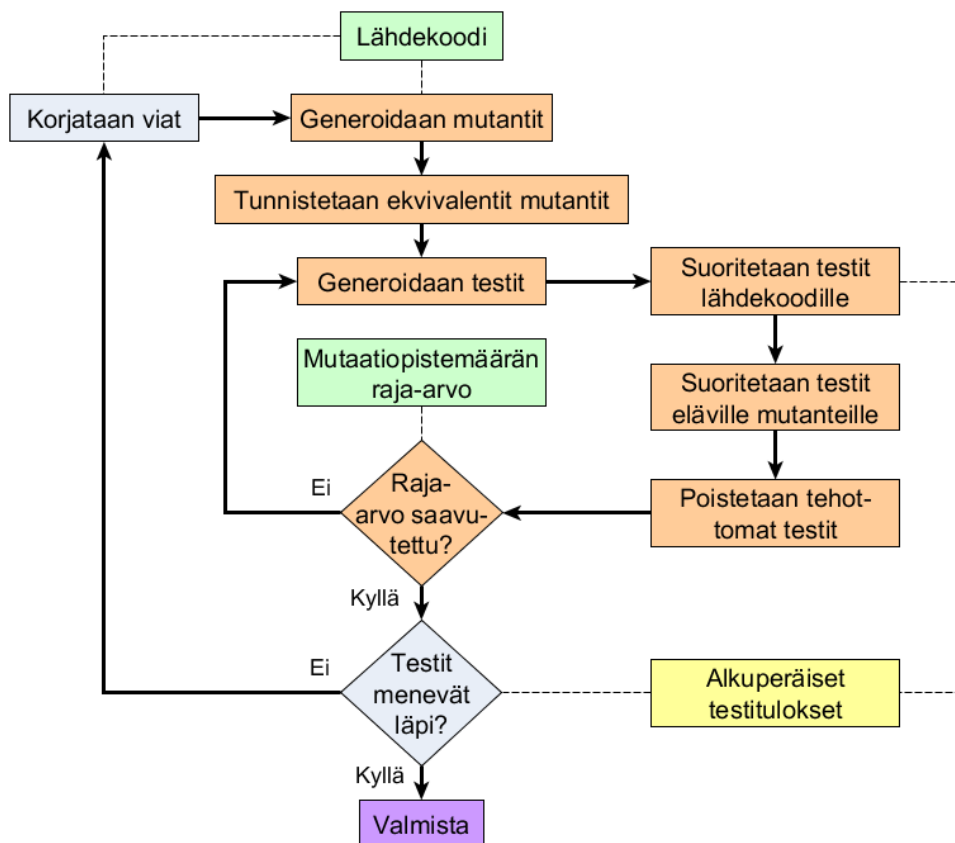 Lähdekoodi
Korjataan viat
Generoidaan mutantit
Tunnistetaan ekvivalentit mutantit
Generoidaan testit
Suoritetaan testit
lähdekoodille
Mutaatiopistemäärän
raja-arvo
Suoritetaan testit
eläville mutanteille
Ei
Raja-
arvo saavu-
tettu?
Poistetaan tehot-
tomat testit
Kyllä
Ei
Testit
menevät
läpi?
Alkuperäiset
testitulokset
Kyllä
Valmista